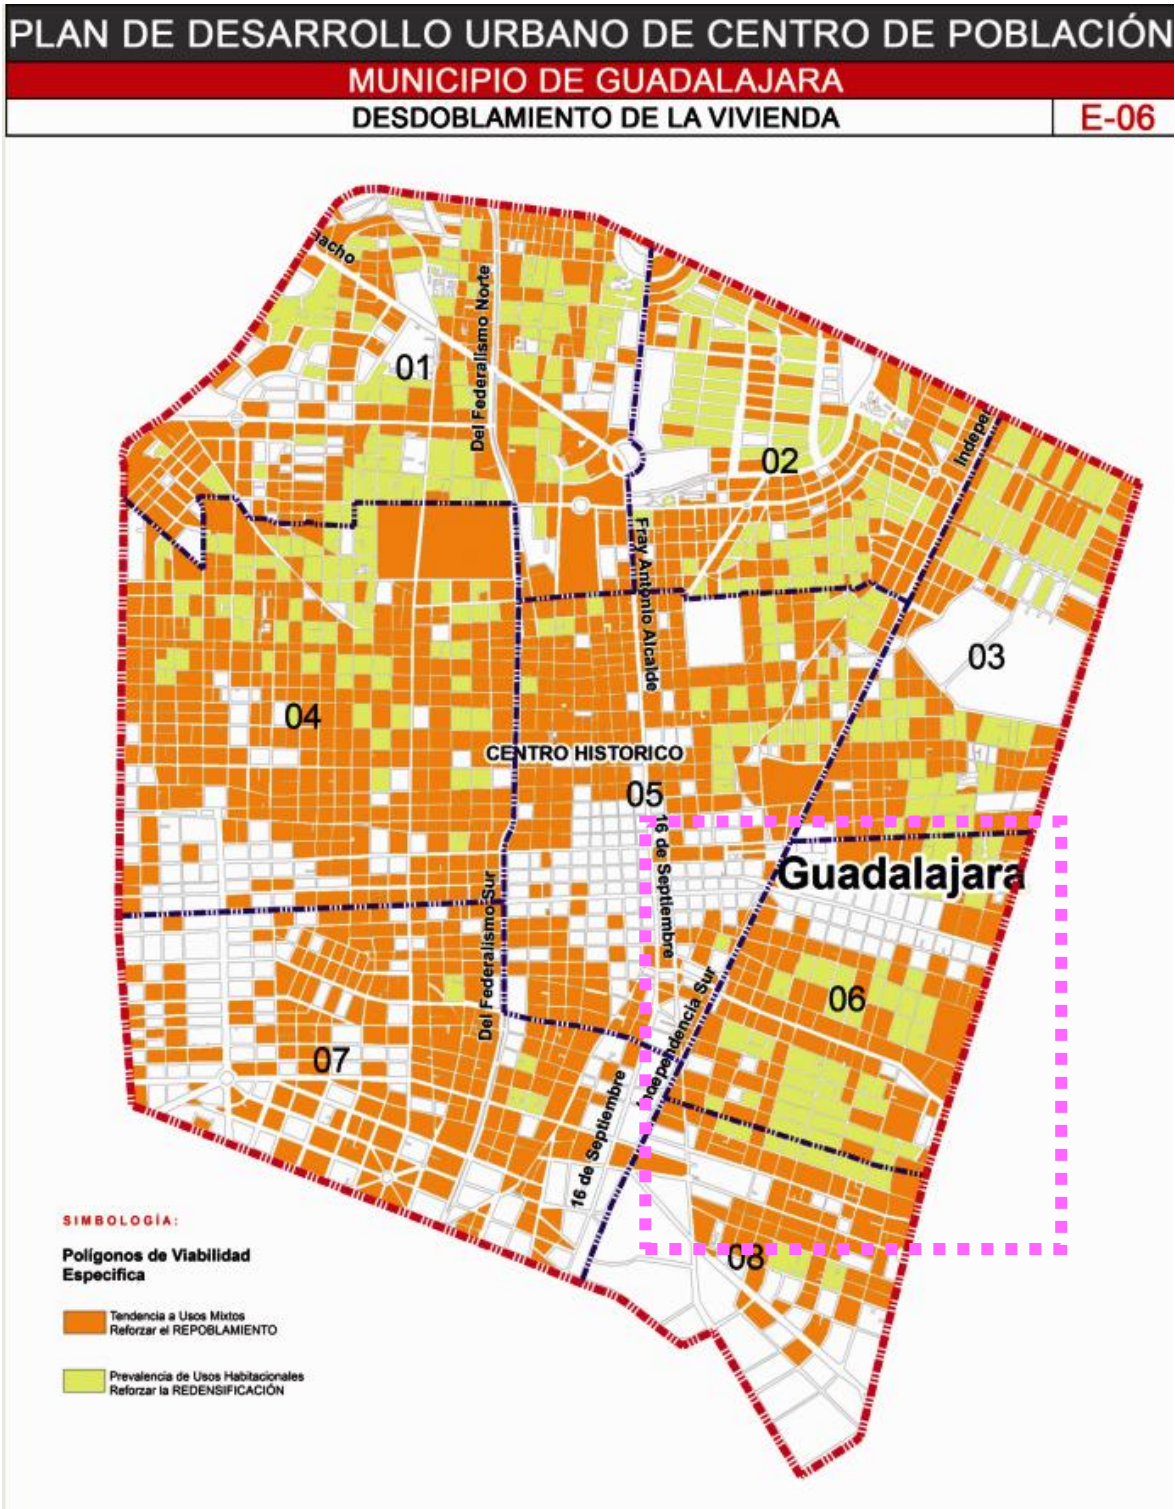 PLAN DE DESARROLLO URBANO DE CENTRO DE POBLACIÓN
MUNICIPIO DE GUADALAJARA
DESDOBLAMIENTO DE LA VIVIENDA
E-06
acho
Del Federalismo Norte
01
02
Indepe
Fray Antonio Alcalde
03
04
CENTRO HISTORICO
05
16 de Septiembre
Guadalajara
Del Federalismo Sur
06
Independencia Sur
07
16 de Septiembre
08
SIMBOLOGÍA:
Polígonos de Viabilidad
Especifica
Tendencia a Usos Mixtos
Reforzar el REPOBLAMIENTO
Prevalencia de Usos Habitacionales
Reforzar la REDENSIFICACIÓN